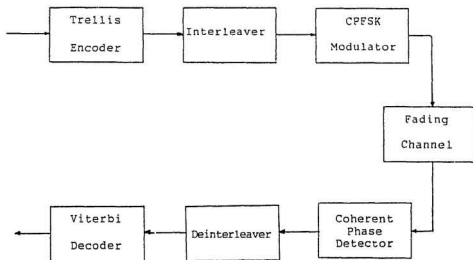 Trellis
Encoder
Interleaver
CPFSK
Modulator
Fading
Channel
Coherent
Phase
Detector
Deinterleaver
Viterbi
Decoder